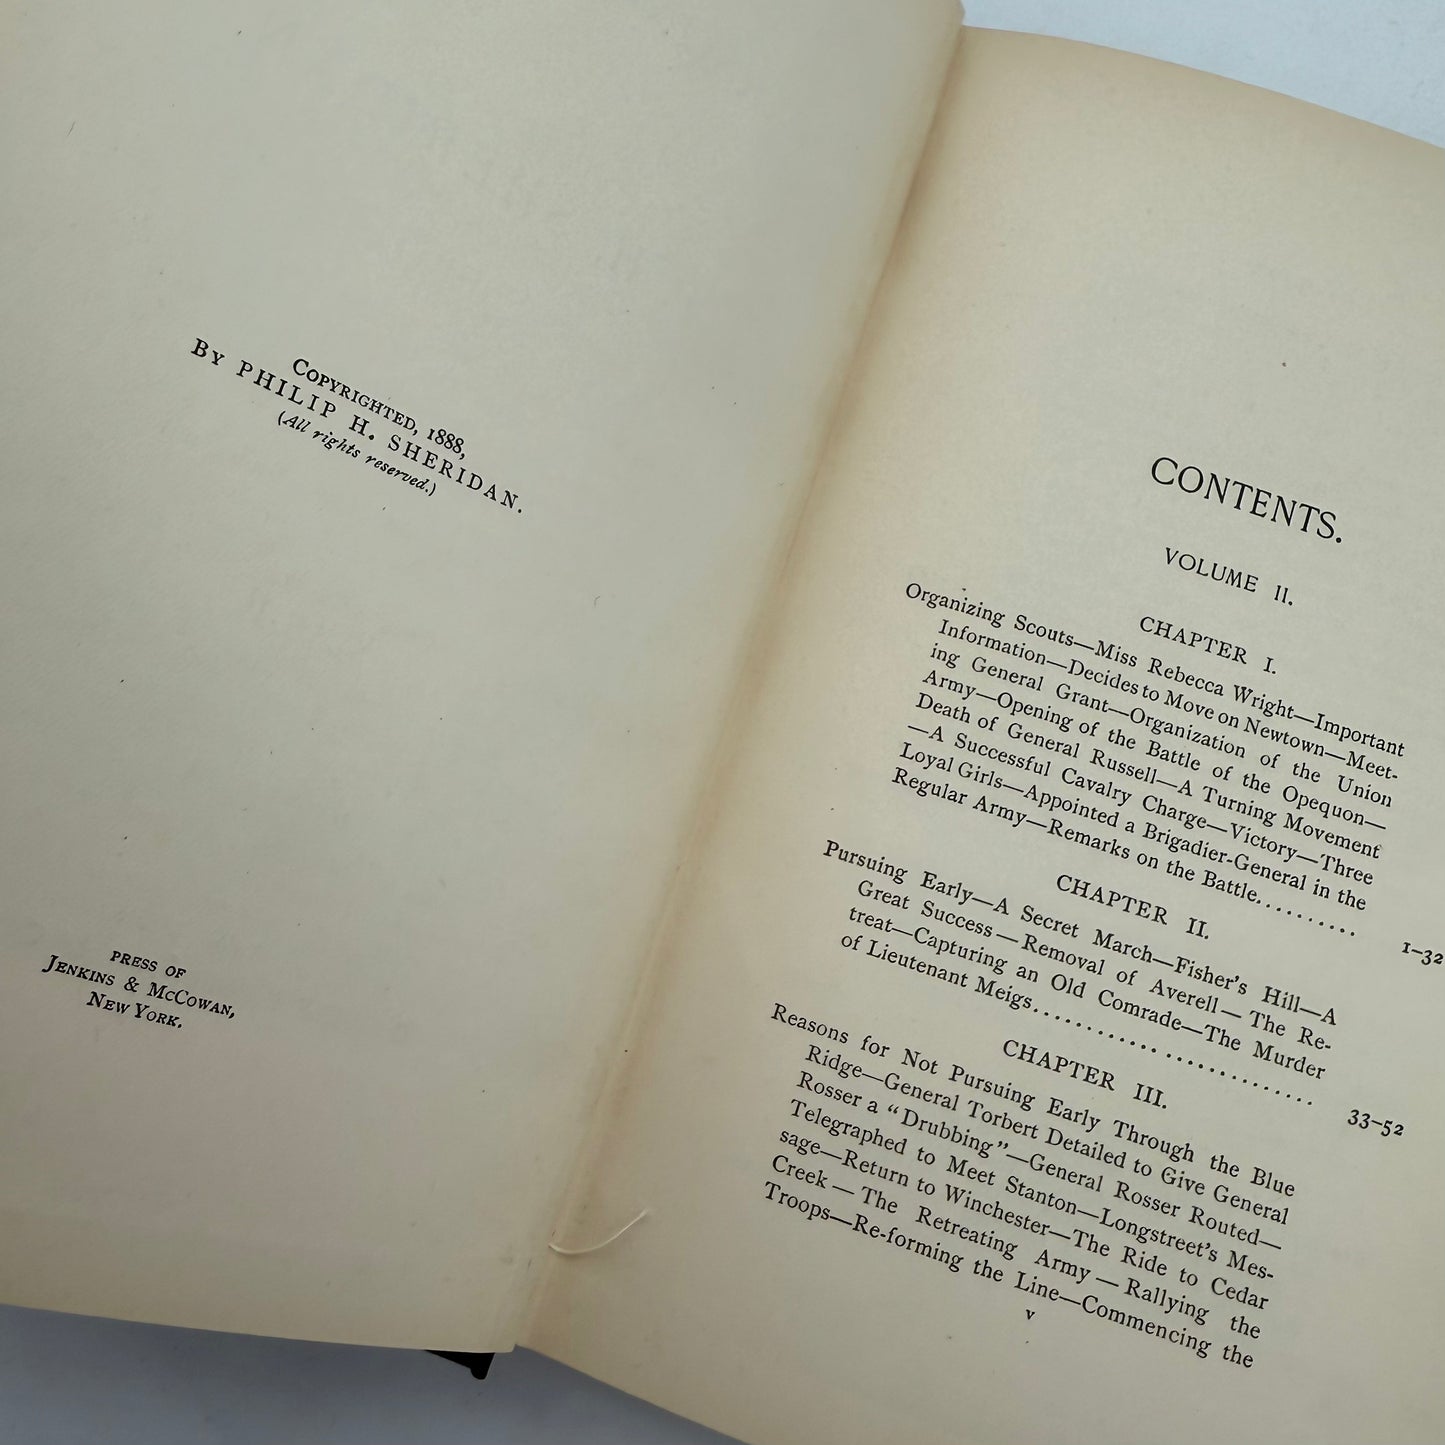 Copyrighted, 1888,
By PHILIP H. SHERIDAN.
(All rights reserved.)
PRESS OF
JENKINS & MCCOWAN,
NEW YORK.
CONTENTS.
VOLUME II.
CHAPTER I.
Organizing Scouts—Miss Rebecca Wright—Important
Information—Decides to Move on Newtown—Meet-
ing General Grant—Organization of the Union
Army—Opening of the Battle of the Opequon—
Death of General Russell—A Turning Movement
—A Successful Cavalry Charge—Victory—Three
Loyal Girls—Appointed a Brigadier-General in the
Regular Army—Remarks on the Battle........... 1-32
CHAPTER II.
Pursuing Early—A Secret March—Fisher's Hill—A
Great Success—Removal of Averell—The Re-
treat—Capturing an Old Comrade—The Murder
of Lieutenant Meigs........................... 33-52
CHAPTER III.
Reasons for Not Pursuing Early Through the Blue
Ridge—General Torbert Detailed to Give General
Rosser a "Drubbing"—General Rosser Routed—
Telegraphed to Meet Stanton—Longstreet's Mes-
sage—Return to Winchester—The Ride to Cedar
Creek—The Retreating Army—Rallying the
Troops—Re-forming the Line—Commencing the
v